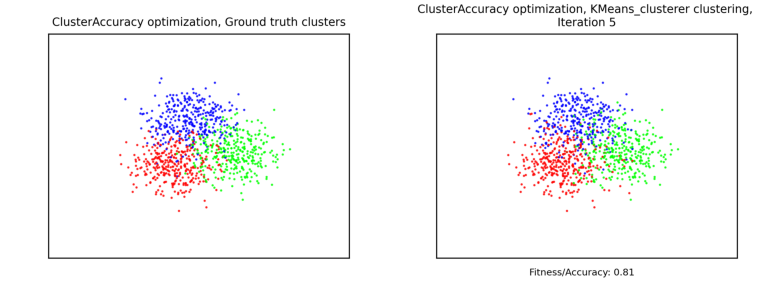 ClusterAccuracy optimization, Ground truth clusters
ClusterAccuracy optimization, KMeans_clusterer clustering,
Iteration 5
Fitness/Accuracy: 0.81